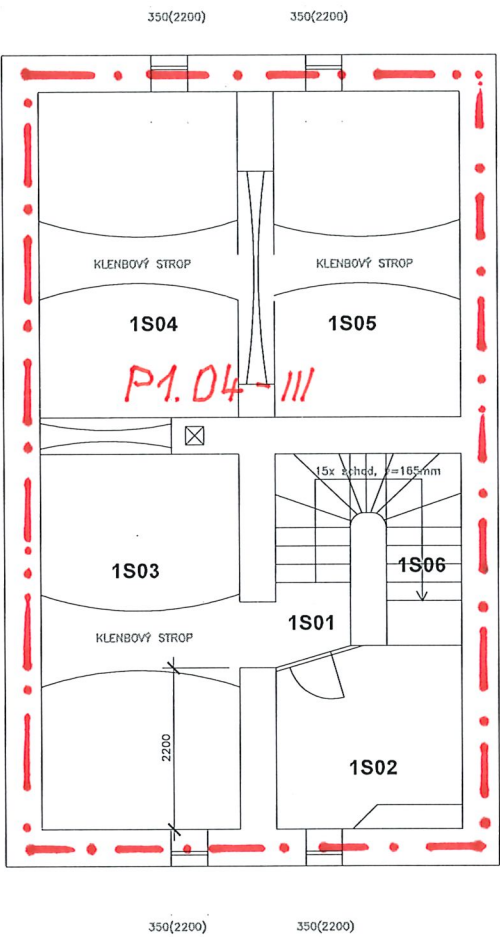 350(2200)
350(2200)
KLENBOVÝ STROP
KLENBOVÝ STROP
1S04
1S05
P1.04-III
15x schod, v=165mm
1S03
1S06
1S01
KLENBOVÝ STROP
2200
1S02
350(2200)
350(2200)